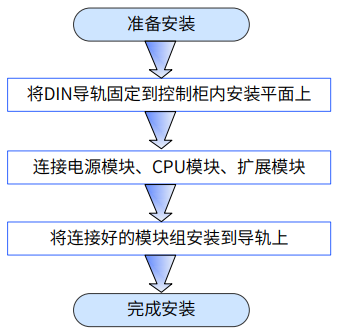 准备安装
将DIN导轨固定到控制柜内安装平面上
连接电源模块、CPU模块、扩展模块
将连接好的模块组安装到导轨上
完成安装